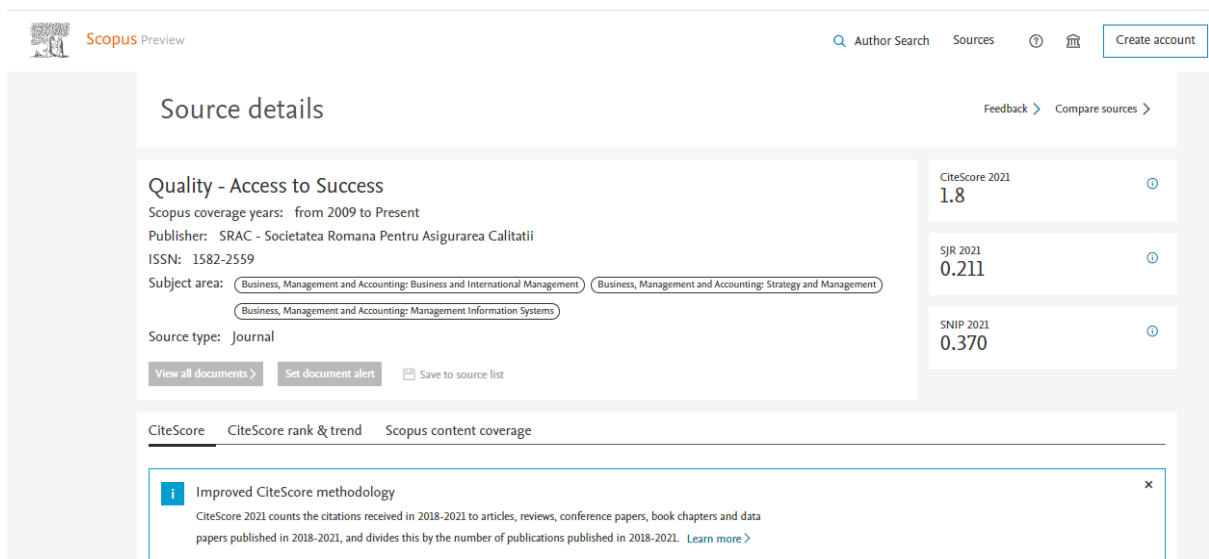 Scopus Preview
Author Search Sources Create account
Source details
Feedback Compare sources
Quality - Access to Success
Scopus coverage years: from 2009 to Present
Publisher: SRAC - Societatea Romana Pentru Asigurarea Calitatii
ISSN: 1582-2559
Subject area: Business, Management and Accounting: Business and International Management Business, Management and Accounting: Strategy and Management
Business, Management and Accounting: Management Information Systems
Source type: Journal
View all documents > Set document alert Save to source list
CiteScore 2021
1.8
SJR 2021
0.211
SNIP 2021
0.370
CiteScore CiteScore rank & trend Scopus content coverage
Improved CiteScore methodology
CiteScore 2021 counts the citations received in 2018-2021 to articles, reviews, conference papers, book chapters and data
papers published in 2018-2021, and divides this by the number of publications published in 2018-2021. Learn more >